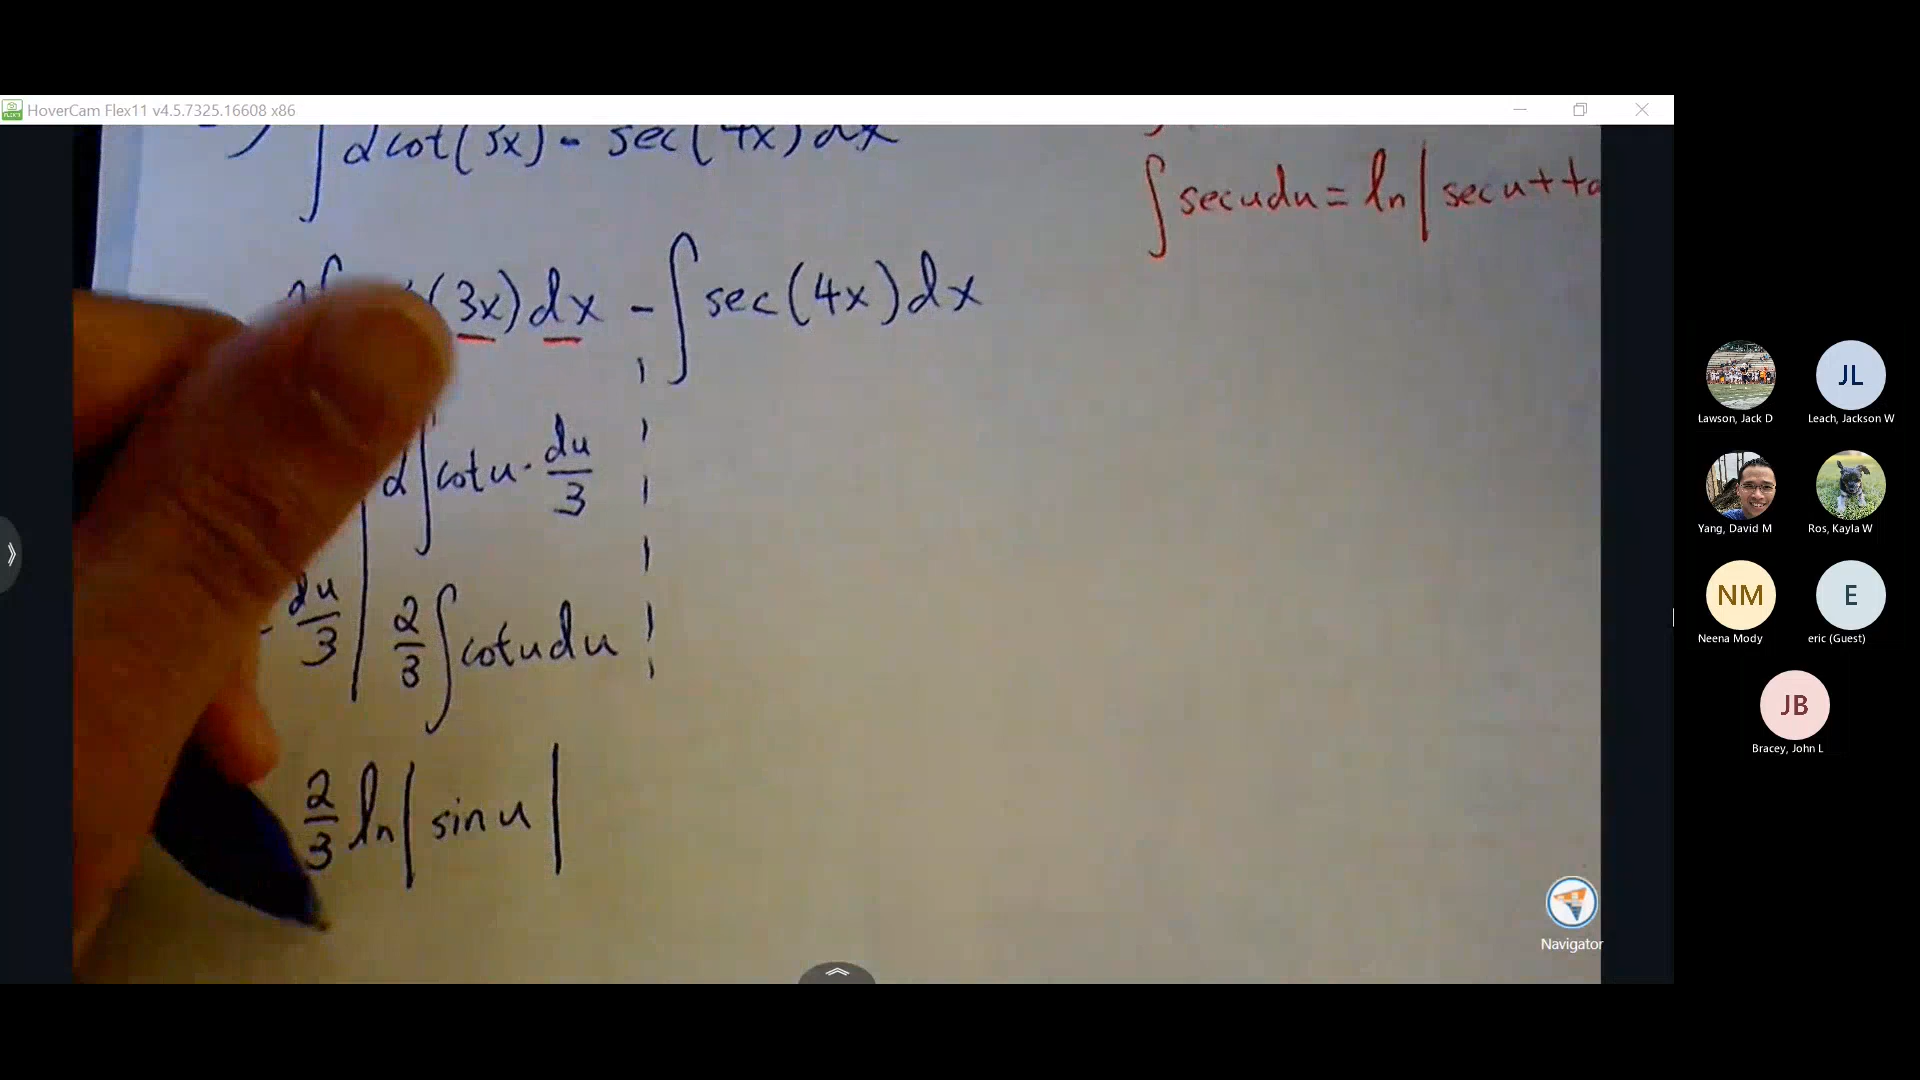 HoverCam Flex11 v4.5.7325.16608 x86
∫ 2cot(3x) - sec(4x) dx
∫ sec u du = ln | sec u + ta
(3x) dx - ∫ sec(4x) dx
2 ∫ cot u · du/3
du/3
2/3 ∫ cot u du
2/3 ln | sin u |
Navigator
Lawson, Jack D
JL
Leach, Jackson W
Yang, David M
Ros, Kayla W
NM
Neena Mody
E
eric (Guest)
JB
Bracey, John L